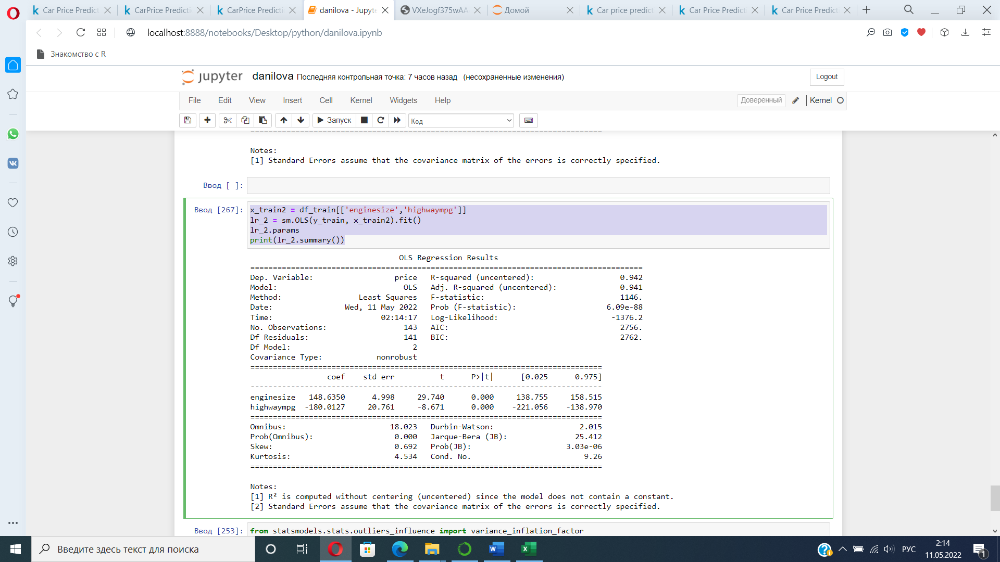 Car Price Predict
CarPrice Predicti
CarPrice Predicti
danilova - Jupyte
VXeJogf375wAA
Домой
Car price predict
Car Price Predict
Car Price Predict
localhost:8888/notebooks/Desktop/python/danilova.ipynb
Знакомство с R
jupyter danilova Последняя контрольная точка: 7 часов назад (несохраненные изменения)
Logout
File Edit View Insert Cell Kernel Widgets Help
Доверенный
Kernel
Запуск
Код
================================================================================
Notes:
[1] Standard Errors assume that the covariance matrix of the errors is correctly specified.
Ввод [ ]:
Ввод [267]: x_train2 = df_train[['enginesize','highwaympg']]
lr_2 = sm.OLS(y_train, x_train2).fit()
lr_2.params
print(lr_2.summary())
OLS Regression Results
=======================================================================================
Dep. Variable: price R-squared (uncentered): 0.942
Model: OLS Adj. R-squared (uncentered): 0.941
Method: Least Squares F-statistic: 1146.
Date: Wed, 11 May 2022 Prob (F-statistic): 6.09e-88
Time: 02:14:17 Log-Likelihood: -1376.2
No. Observations: 143 AIC: 2756.
Df Residuals: 141 BIC: 2762.
Df Model: 2
Covariance Type: nonrobust
==============================================================================
coef std err t P>|t| [0.025 0.975]
------------------------------------------------------------------------------
enginesize 148.6350 4.998 29.740 0.000 138.755 158.515
highwaympg -180.0127 20.761 -8.671 0.000 -221.056 -138.970
==============================================================================
Omnibus: 18.023 Durbin-Watson: 2.015
Prob(Omnibus): 0.000 Jarque-Bera (JB): 25.412
Skew: 0.692 Prob(JB): 3.03e-06
Kurtosis: 4.534 Cond. No. 9.26
==============================================================================
Notes:
[1] R² is computed without centering (uncentered) since the model does not contain a constant.
[2] Standard Errors assume that the covariance matrix of the errors is correctly specified.
Ввод [253]: from statsmodels.stats.outliers_influence import variance_inflation_factor
Введите здесь текст для поиска
РУС
2:14
11.05.2022
1